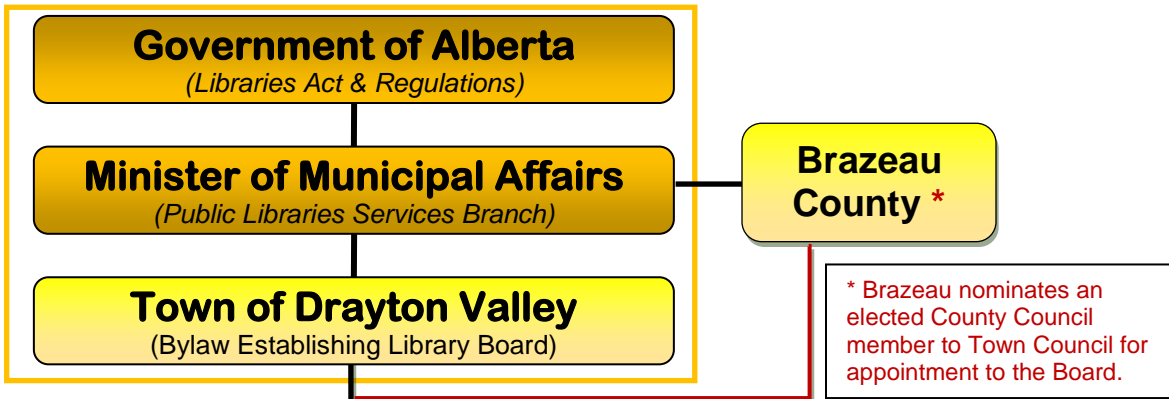 Government of Alberta
(Libraries Act & Regulations)
Minister of Municipal Affairs
(Public Libraries Services Branch)
Brazeau
County *
Town of Drayton Valley
(Bylaw Establishing Library Board)
* Brazeau nominates an
elected County Council
member to Town Council for
appointment to the Board.